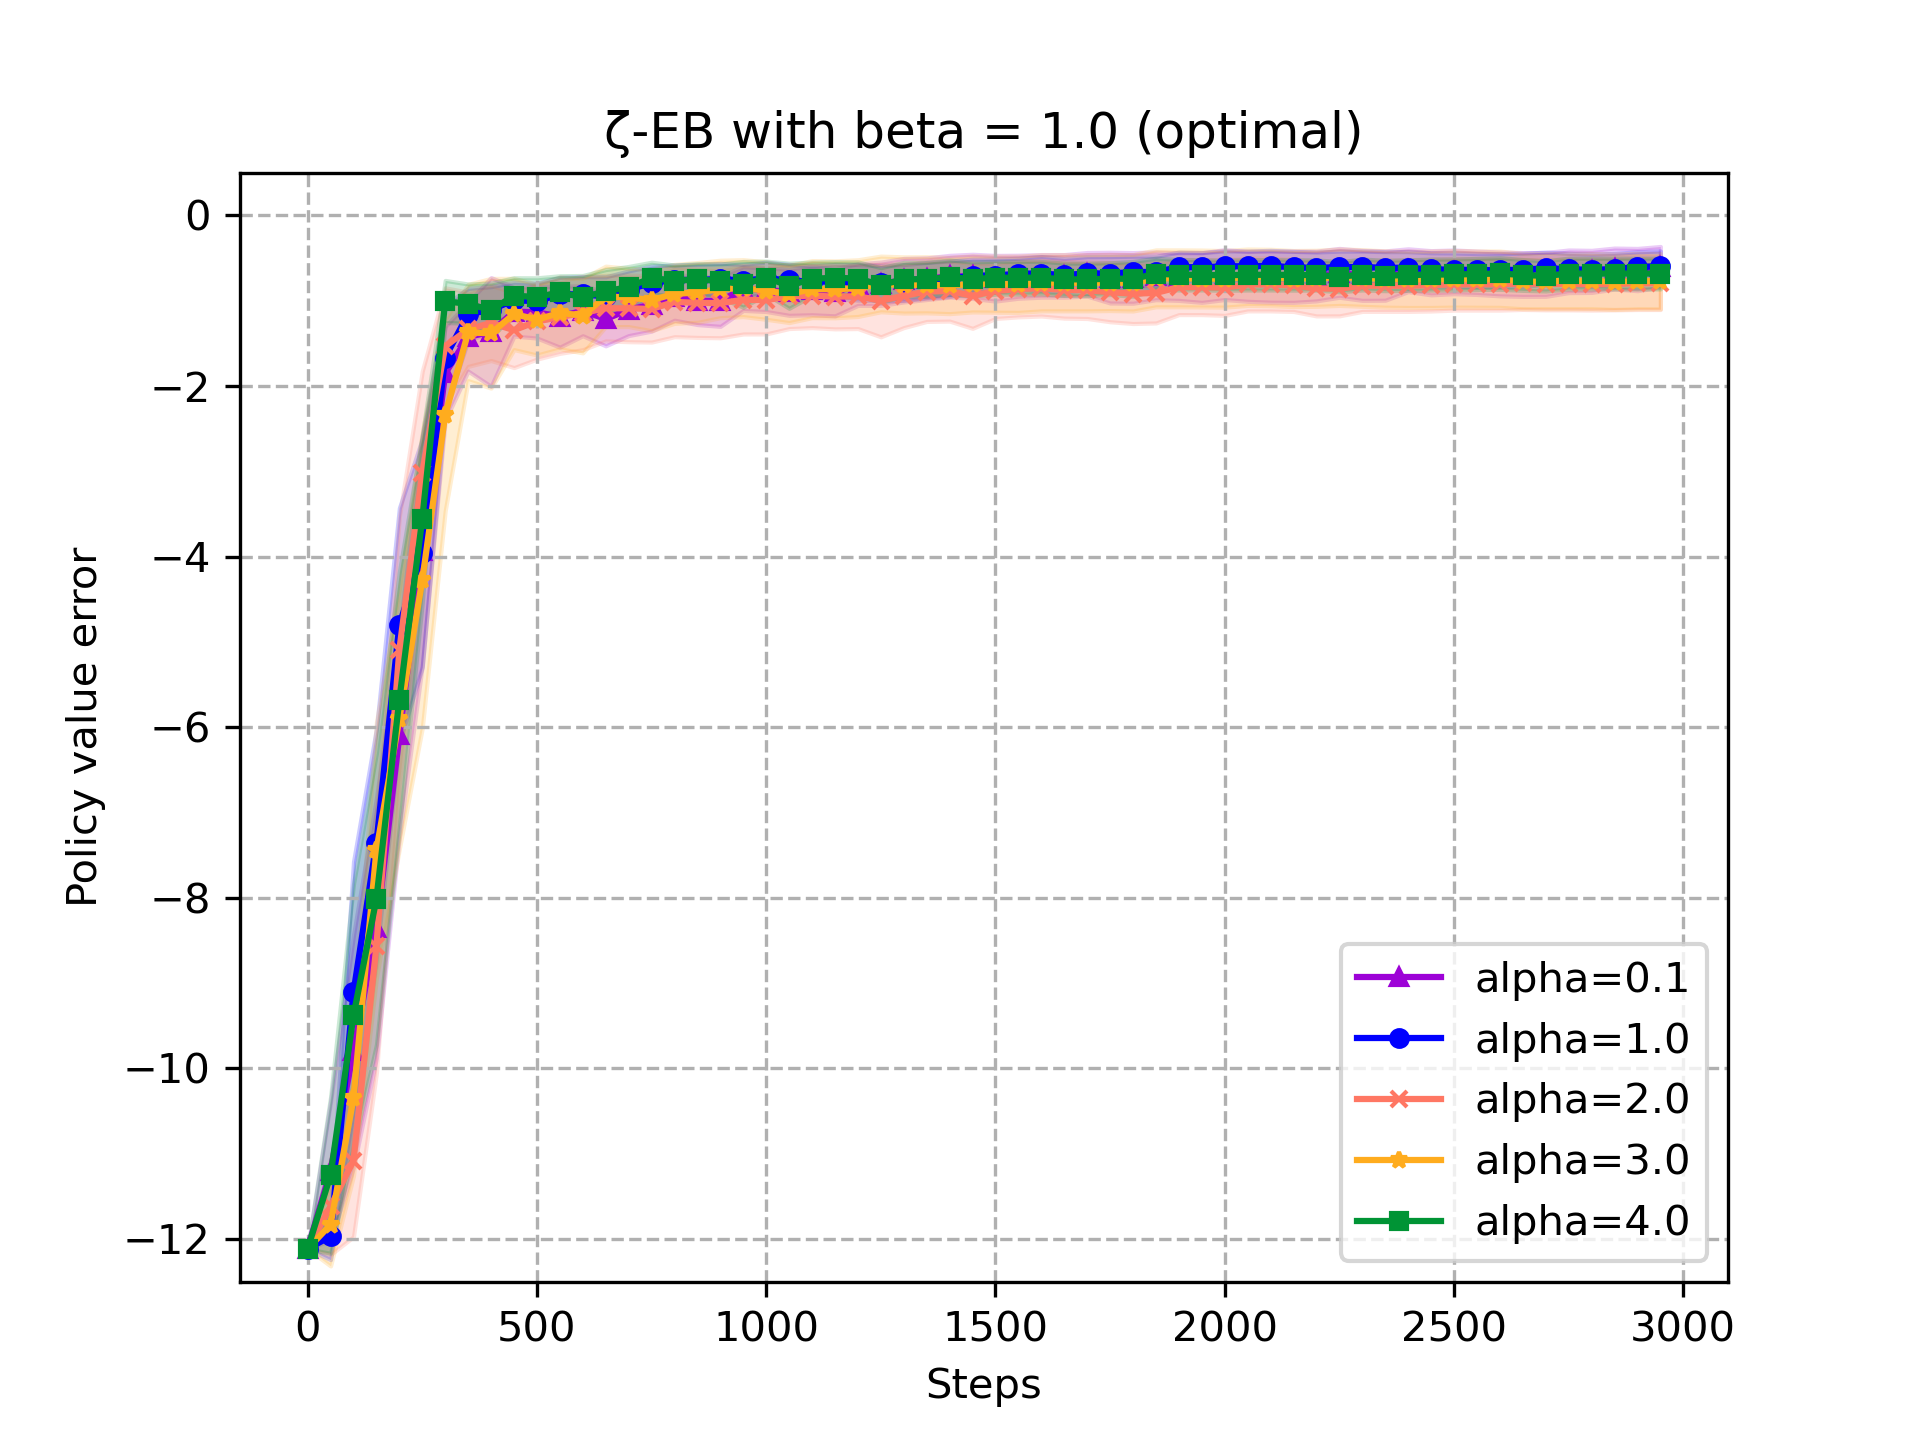 ζ-EB with beta = 1.0 (optimal)
Policy value error
0
−2
−4
−6
−8
−10
−12
0 500 1000 1500 2000 2500 3000
Steps
alpha=0.1
alpha=1.0
alpha=2.0
alpha=3.0
alpha=4.0